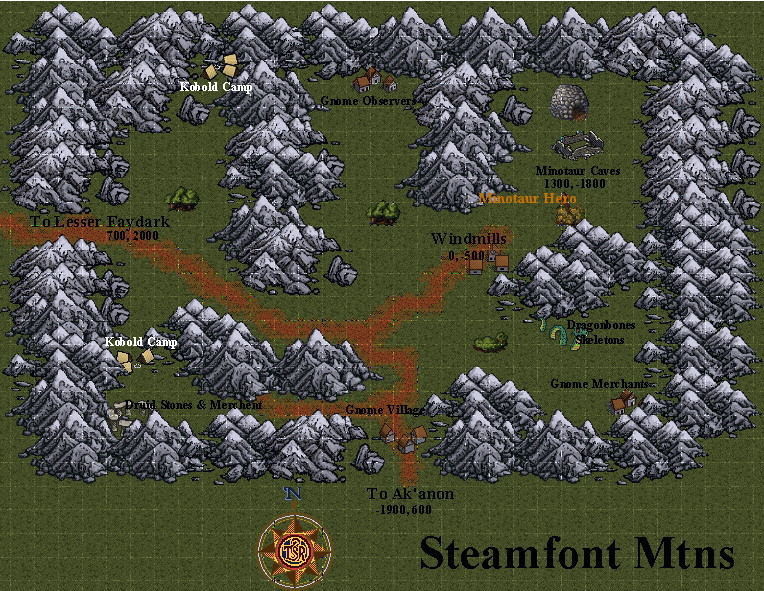 Kobold Camp
Gnome Observers
Minotaur Caves
1300, -1800
Minotaur Hero
To Lesser Faydark
700, 2000
Windmills
0, -500
Dragonbones
Skeletons
Kobold Camp
Gnome Merchants
Druid Stones & Merchent
Gnome Village
To Ak'anon
-1900, 600
N
TSR
Steamfont Mtns